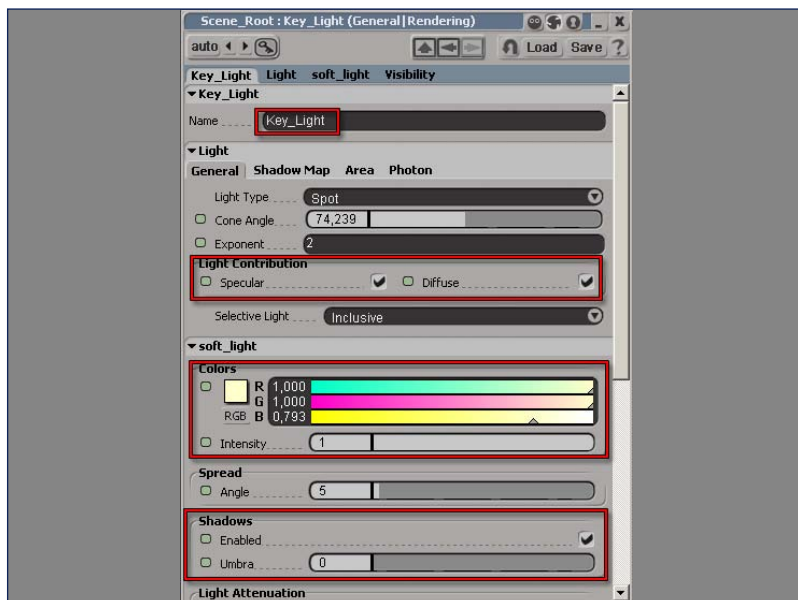 Scene_Root : Key_Light (General|Rendering)
auto Load Save ?
Key_Light Light soft_light Visibility
Key_Light
Name Key_Light
Light
General Shadow Map Area Photon
Light Type Spot
Cone Angle 74,239
Exponent 2
Light Contribution
Specular Diffuse
Selective Light Inclusive
soft_light
Colors
R 1,000
G 1,000
RGB B 0,793
Intensity 1
Spread
Angle 5
Shadows
Enabled
Umbra 0
Light Attenuation